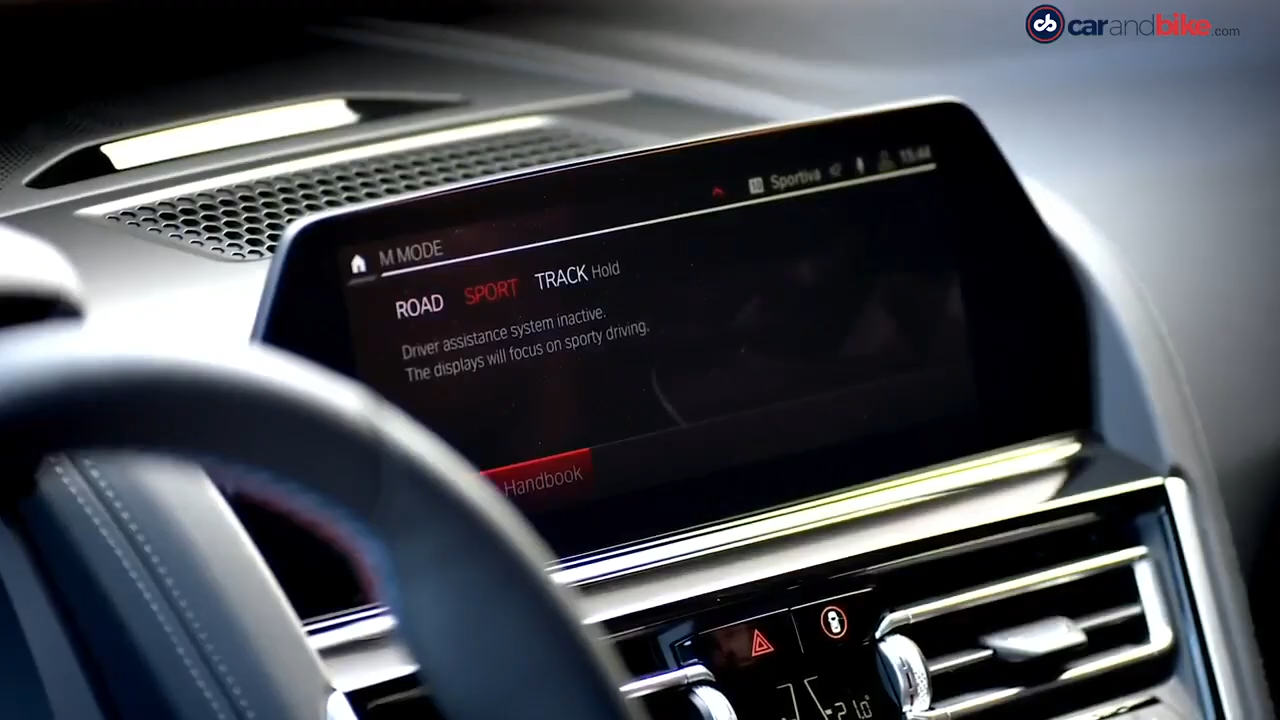 carandbike.com
Sportiva
M MODE
ROAD SPORT TRACK Hold
Driver assistance system inactive.
The displays will focus on sporty driving.
Handbook